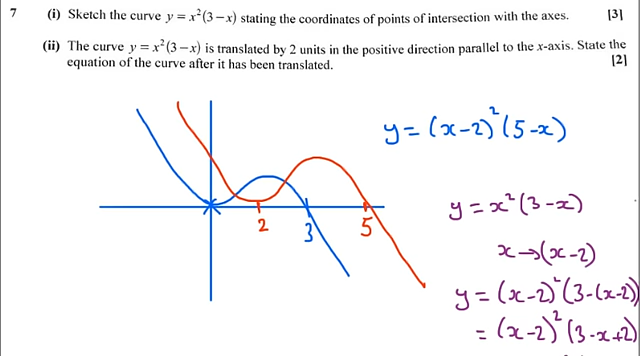 7 (i) Sketch the curve y = x²(3 – x) stating the coordinates of points of intersection with the axes. [3]
(ii) The curve y = x²(3 – x) is translated by 2 units in the positive direction parallel to the x-axis. State the
equation of the curve after it has been translated. [2]
y = (x-2)²(5-x)
y = x²(3-x)
2
3
5
x→(x-2)
y = (x-2)²(3-(x-2))
= (x-2)²(3-x+2)